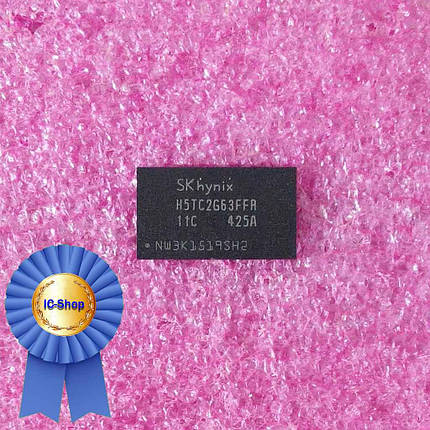 SKhynix
H5TC2G63FFR
11C 425A
NW3K1519SH2
IC-Shop